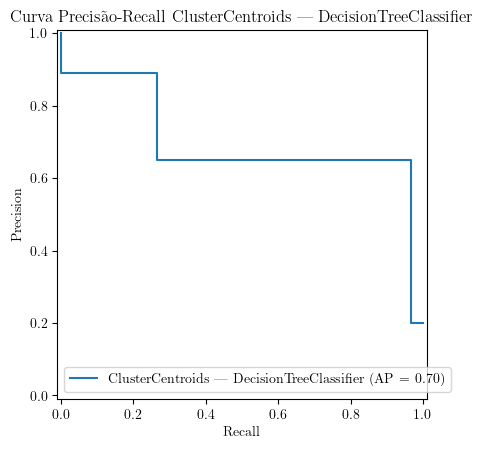 Curva Precisão-Recall ClusterCentroids — DecisionTreeClassifier
1.0
0.8
0.6
0.4
0.2
0.0
Precision
ClusterCentroids — DecisionTreeClassifier (AP = 0.70)
0.0 0.2 0.4 0.6 0.8 1.0
Recall